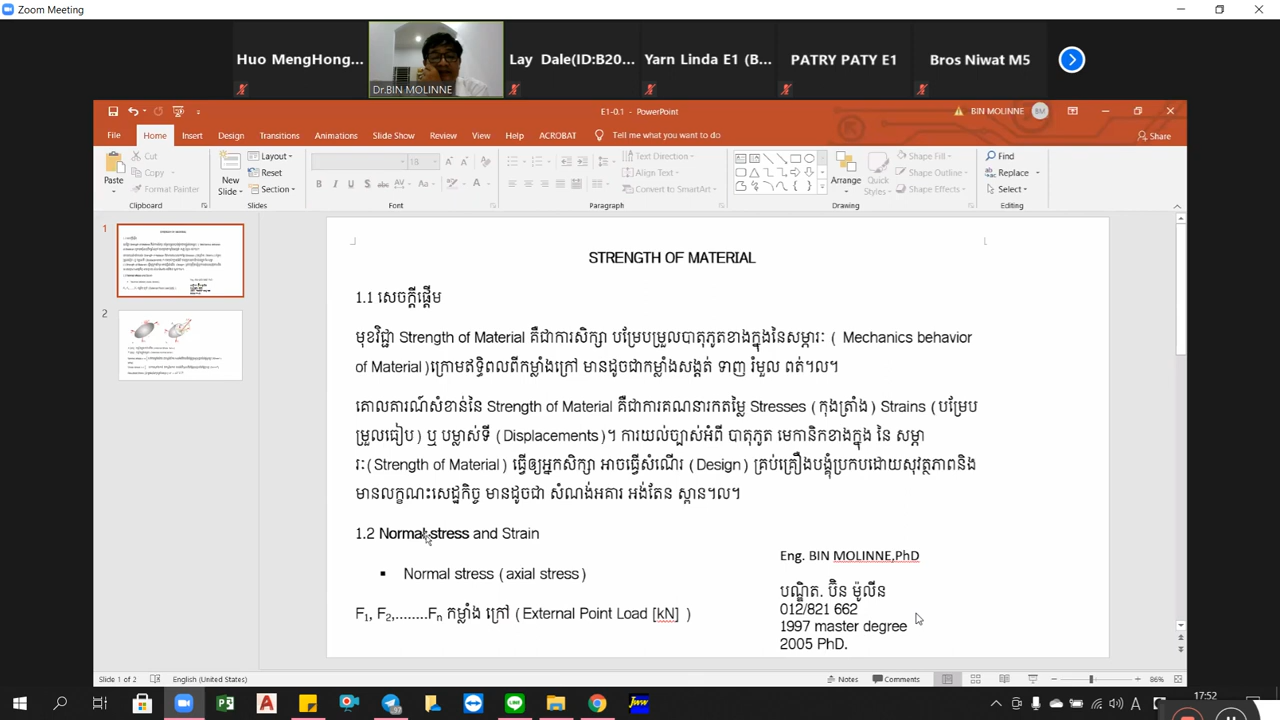 Zoom Meeting
Huo MengHong...
Dr.BIN MOLINNE
Lay Dale(ID:B20...
Yarn Linda E1 (B...
PATRY PATY E1
Bros Niwat M5
E1-0.1 - PowerPoint
BIN MOLINNE
BM
File Home Insert Design Transitions Animations Slide Show Review View Help ACROBAT Tell me what you want to do Share
Paste
Cut
Copy
Format Painter
Clipboard
New Slide
Layout
Reset
Section
Slides
18
Font
Text Direction
Align Text
Convert to SmartArt
Paragraph
Arrange
Quick Styles
Shape Fill
Shape Outline
Shape Effects
Drawing
Find
Replace
Select
Editing
1
2
STRENGTH OF MATERIAL
1.1 សេចក្តីផ្តើម
មុខវិជ្ជា Strength of Material គឺជាការសិក្សា បម្រែបម្រួលបាតុភូតខាងក្នុងនៃសម្ភារៈ ( Mechanics behavior
of Material )ក្រោមឥទ្ធិពលពីកម្លាំងក្រៅ មានដូចជាកម្លាំងសង្កត់ ទាញ រំមួល ពត់។ល។
គោលគារណ៍សំខាន់នៃ Strength of Material គឺជាការគណនារកតម្លៃ Stresses (កុងត្រាំង) Strains (បម្រែប
ម្រួលធៀប) ឬ បម្លាស់ទី (Displacements)។ ការយល់ច្បាស់អំពី បាតុភូត មេកានិកខាងក្នុង នៃ សម្ភា
រៈ(Strength of Material) ធ្វើឲ្យអ្នកសិក្សា អាចធ្វើសំណើរ (Design) គ្រប់គ្រឿងបង្គុំប្រកបដោយសុវត្ថភាពនិង
មានលក្ខណះសេដ្ឋកិច្ច មានដូចជា សំណង់អគារ អង់តែន ស្ពាន។ល។
1.2 Normal stress and Strain
▪ Normal stress (axial stress)
F1, F2,........Fn កម្លាំង ក្រៅ (External Point Load [kN] )
Eng. BIN MOLINNE,PhD
បណ្ឌិត. ប៊ិន ម៉ូលីន
012/821 662
1997 master degree
2005 PhD.
Slide 1 of 2
English (United States)
Notes
Comments
86%
17:52